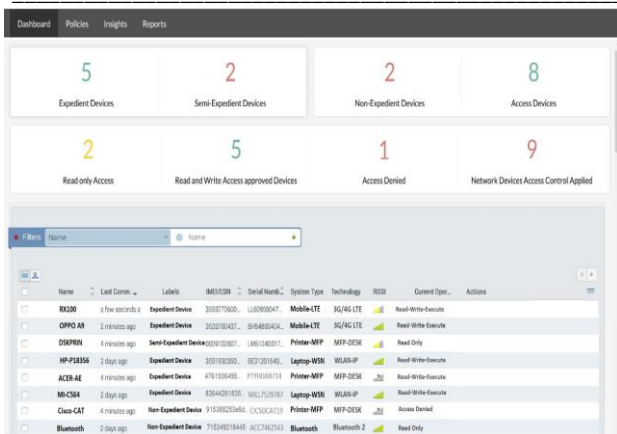 Dashboard Policies Insights Reports
5 2 2 8
Expedient Devices Semi-Expedient Devices Non-Expedient Devices Access Devices
2 5 1 9
Read only Access Read and Write Access approved Devices Access Denied Network Devices Access Control Applied
Filters Name Name
Name Last Comm... Labels IMEI/ESN Serial Numb... System Type Technology RSSI Current Oper... Actions
RX100 a few seconds a Expedient Device Mobile-LTE 3G/4G LTE Read-Write-Execute
OPPO A9 2 minutes ago Expedient Device Mobile-LTE 3G/4G LTE Read-Write-Execute
DSKPRIN 4 minutes ago Semi-Expedient Device Printer-MFP MFP-DESK Read Only
HP-P18356 2 days ago Expedient Device Laptop-WSN WLAN-IP Read-Write-Execute
ACER-AE 4 minutes ago Expedient Device Printer-MFP MFP-DESK Read-Write-Execute
MI-C564 2 days ago Expedient Device Laptop-WSN WLAN-IP Read-Write-Execute
Cisco-CAT 4 minutes ago Non-Expedient Device Printer-MFP MFP-DESK Access Denied
Bluetooth 2 days ago Non-Expedient Device ACC7462543 Bluetooth Bluetooth 2 Read Only